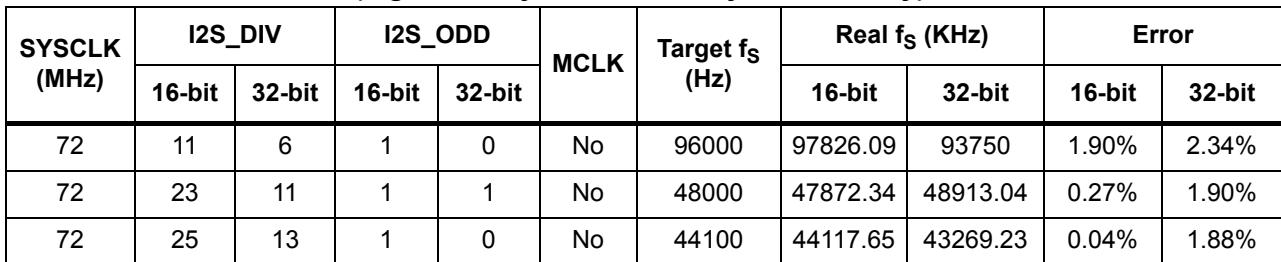 SYSCLK (MHz) I2S_DIV I2S_ODD MCLK Target fS (Hz) Real fS (KHz) Error
16-bit 32-bit 16-bit 32-bit 16-bit 32-bit 16-bit 32-bit
72 11 6 1 0 No 96000 97826.09 93750 1.90% 2.34%
72 23 11 1 1 No 48000 47872.34 48913.04 0.27% 1.90%
72 25 13 1 0 No 44100 44117.65 43269.23 0.04% 1.88%